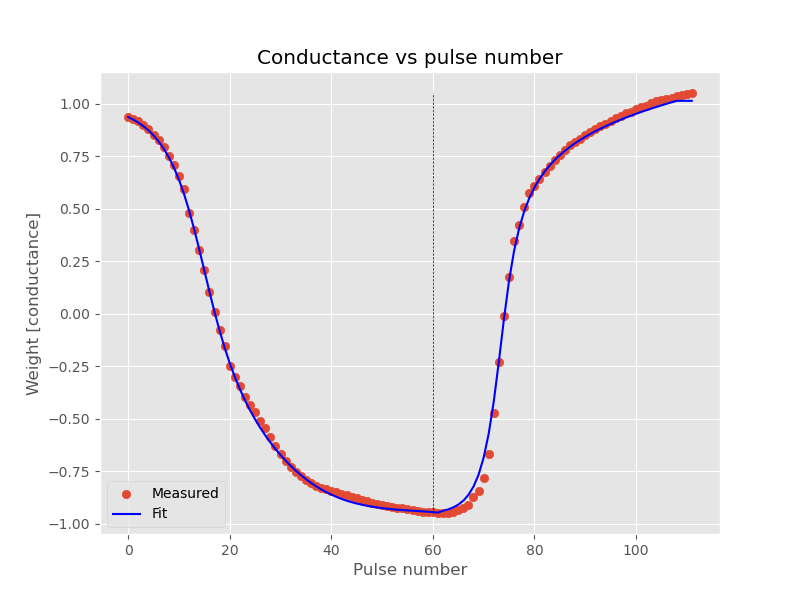 Conductance vs pulse number
1.00
0.75
0.50
0.25
0.00
−0.25
−0.50
−0.75
−1.00
Weight [conductance]
Measured
Fit
0 20 40 60 80 100
Pulse number